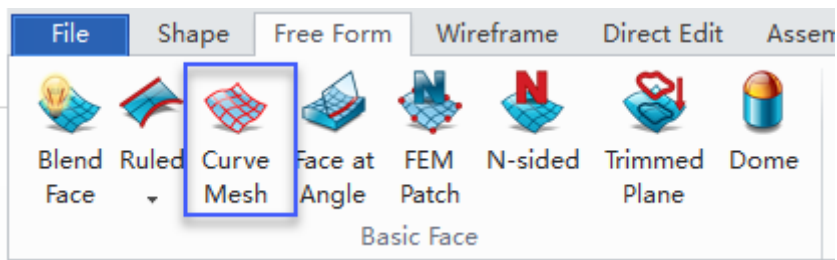 File Shape Free Form Wireframe Direct Edit
Blend Ruled Curve Face at FEM N-sided Trimmed Dome
Face Mesh Angle Patch Plane
Basic Face